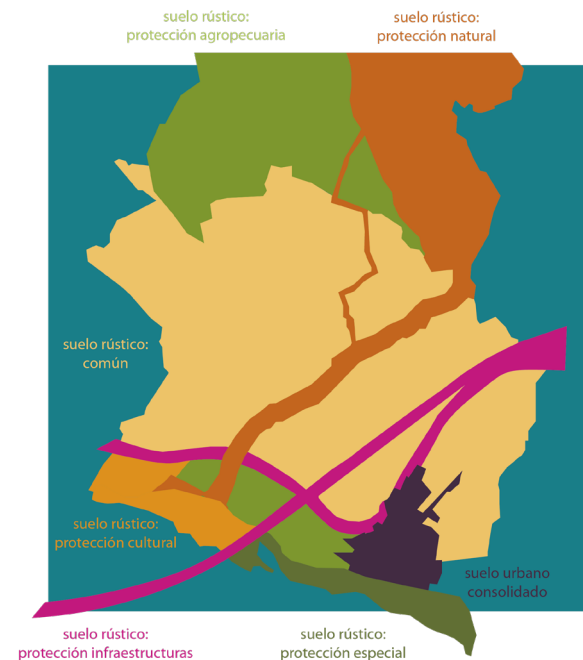 suelo rústico:
protección agropecuaria
suelo rústico:
protección natural
suelo rústico:
común
suelo rústico:
protección cultural
suelo urbano
consolidado
suelo rústico:
protección infraestructuras
suelo rústico:
protección especial